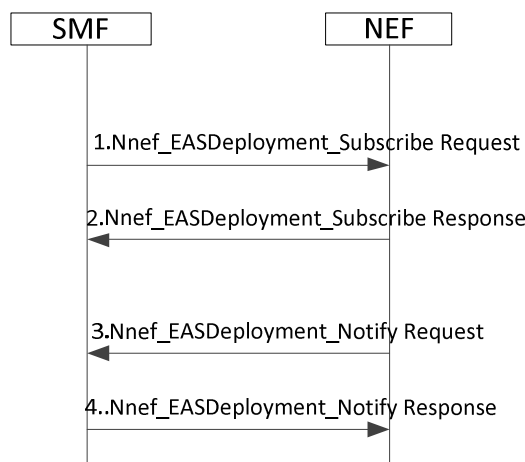 SMF
NEF
1.Nnef_EASDeployment_Subscribe Request
2.Nnef_EASDeployment_Subscribe Response
3.Nnef_EASDeployment_Notify Request
4..Nnef_EASDeployment_Notify Response